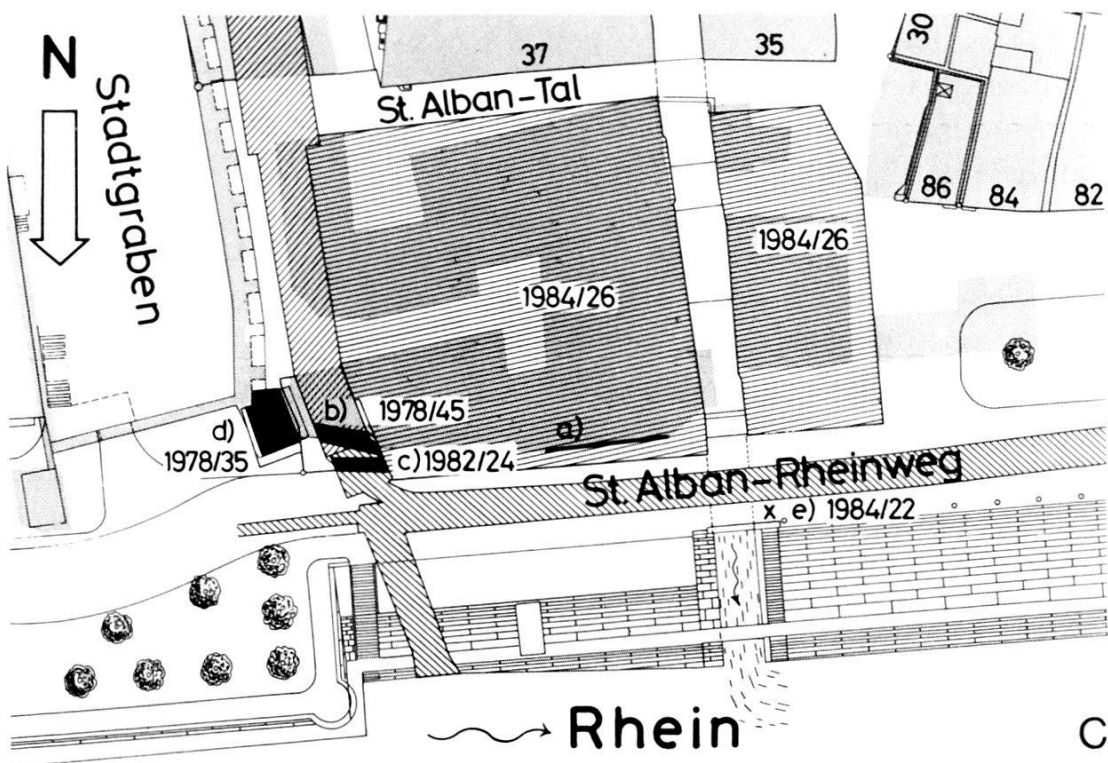 N
Stadtgraben
37
35
30
St. Alban-Tal
86
84
82
1984/26
1984/26
b)
1978/45
a)
d)
1978/35
c) 1982/24
St. Alban-Rheinweg
x e) 1984/22
Rhein
C